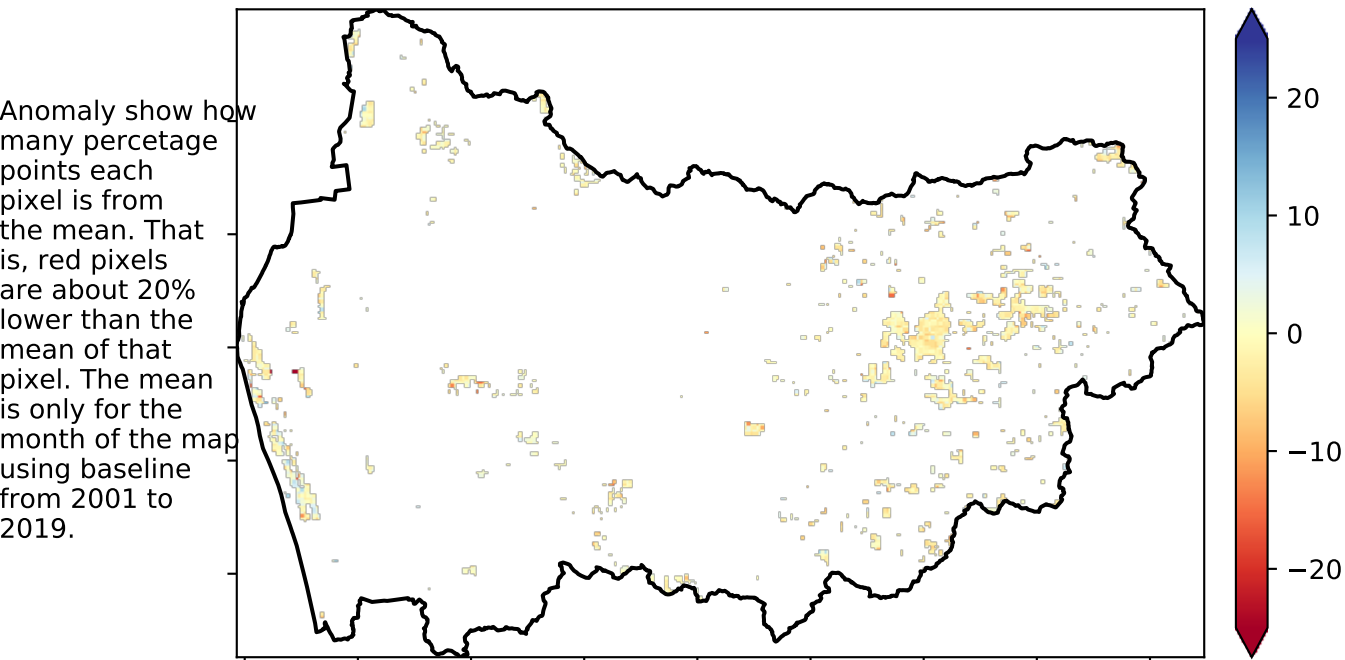 Anomaly show how
many percetage
points each
pixel is from
the mean. That
is, red pixels
are about 20%
lower than the
mean of that
pixel. The mean
is only for the
month of the map
using baseline
from 2001 to
2019.
20
10
0
−10
−20